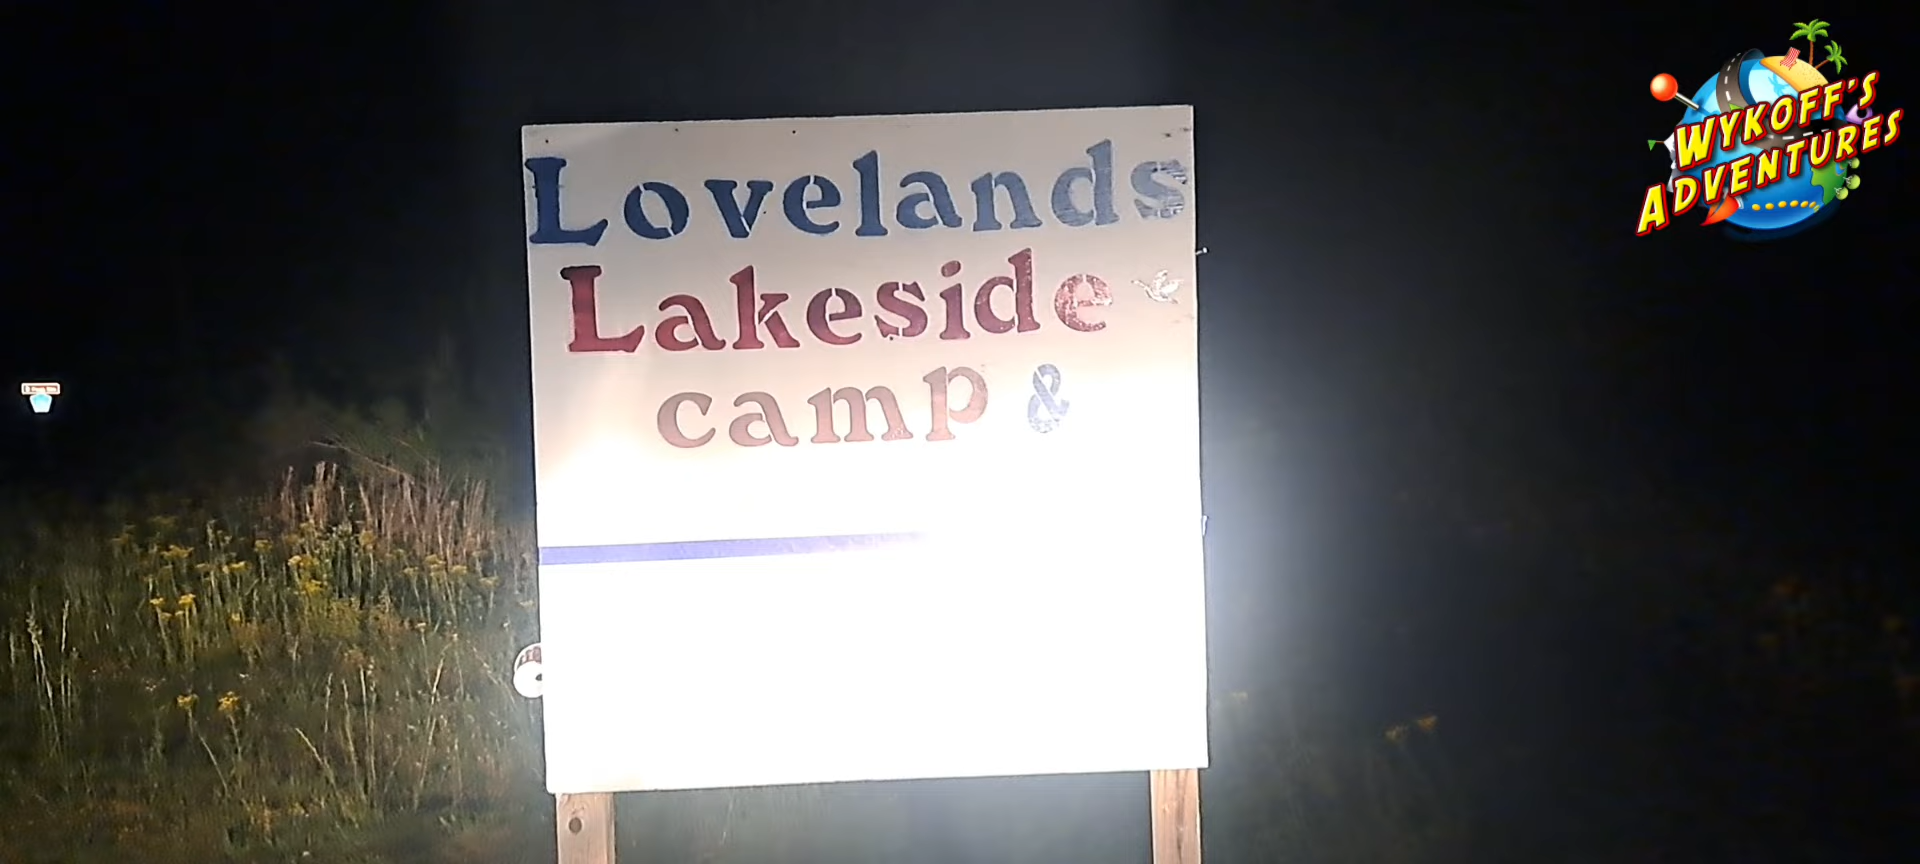 Lovelands
Lakeside
camp &
WYKOFF'S
ADVENTURES